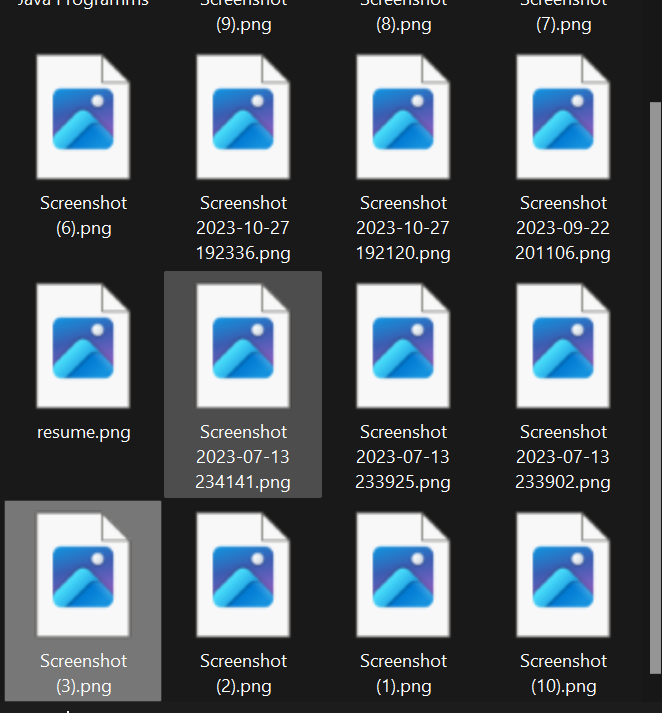 Java Programms Screenshot Screenshot Screenshot
(9).png (8).png (7).png
Screenshot Screenshot Screenshot Screenshot
(6).png 2023-10-27 2023-10-27 2023-09-22
192336.png 192120.png 201106.png
resume.png Screenshot Screenshot Screenshot
2023-07-13 2023-07-13 2023-07-13
234141.png 233925.png 233902.png
Screenshot Screenshot Screenshot Screenshot
(3).png (2).png (1).png (10).png